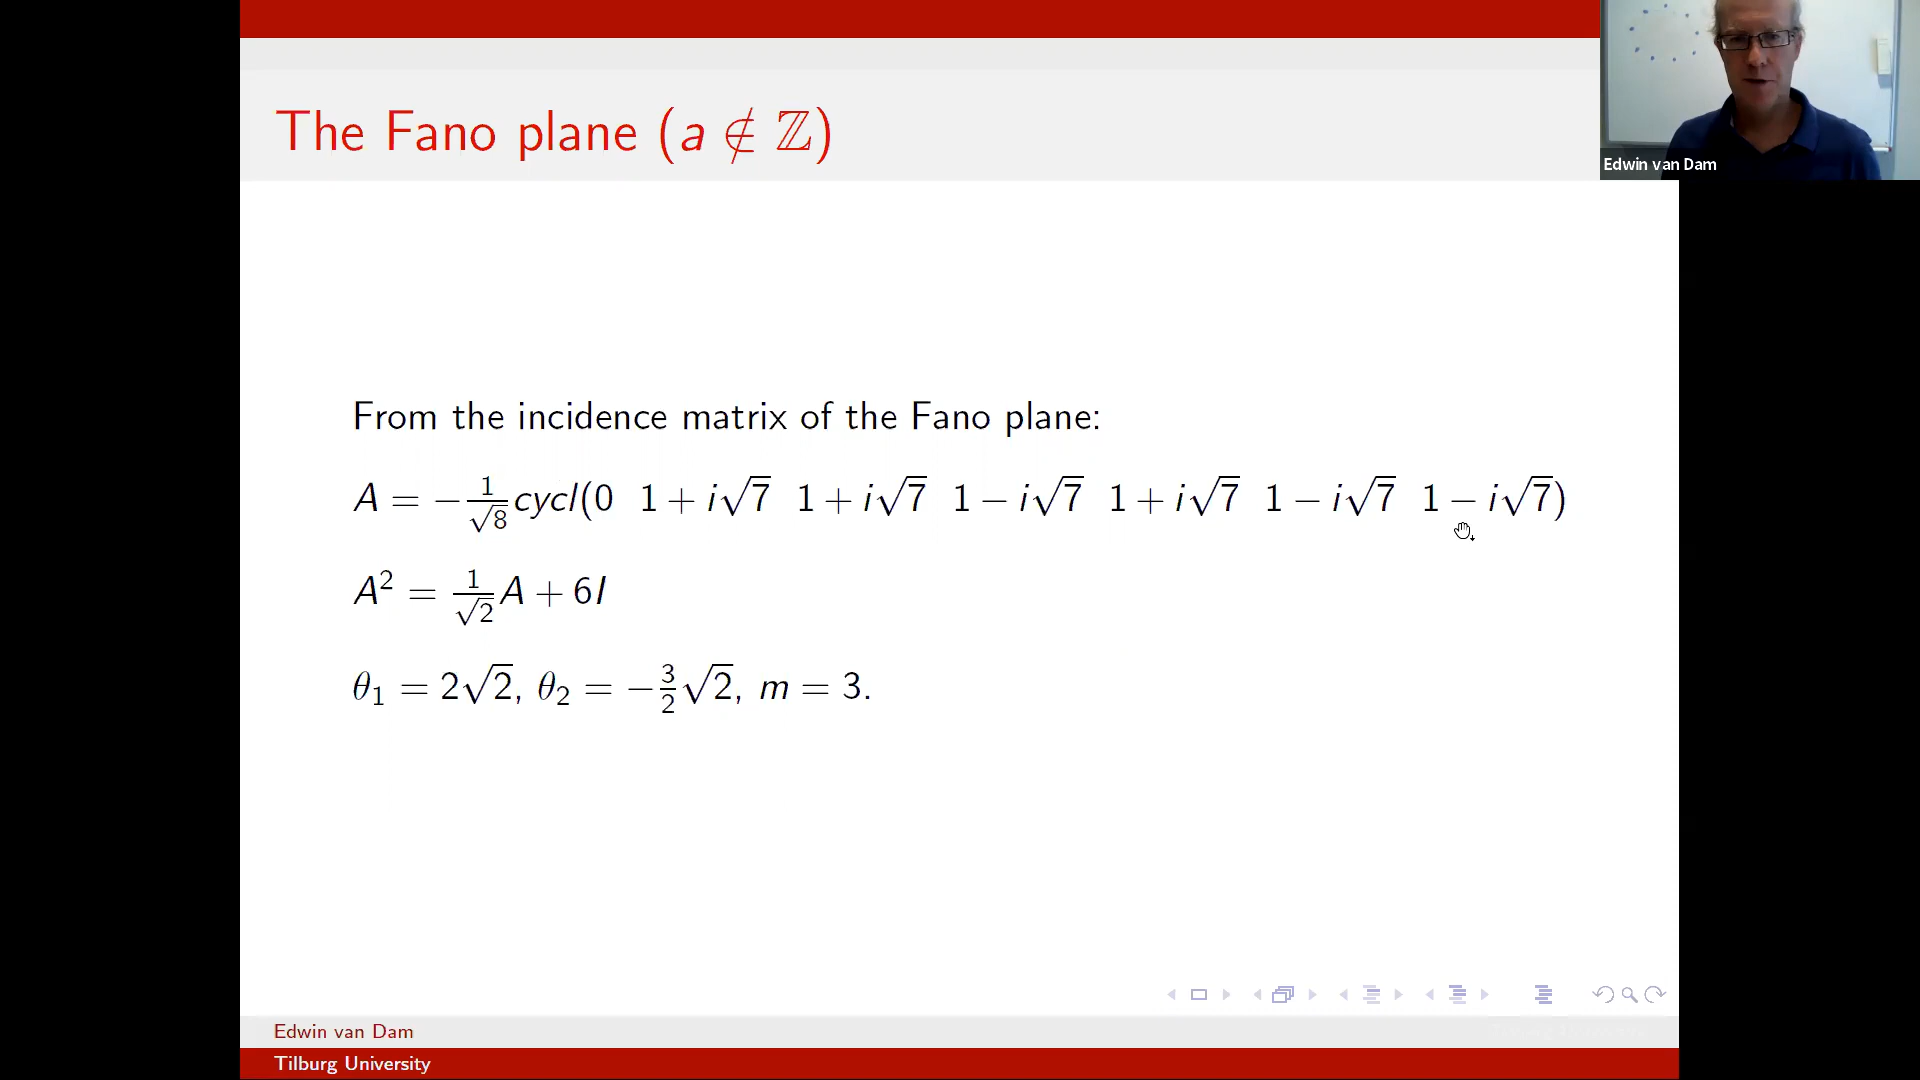 The Fano plane (a ∉ ℤ)
Edwin van Dam
From the incidence matrix of the Fano plane:
A = −1/√8 cycl(0 1 + i√7 1 + i√7 1 − i√7 1 + i√7 1 − i√7 1 − i√7)
A² = 1/√2 A + 6I
θ₁ = 2√2, θ₂ = −3/2 √2, m = 3.
Edwin van Dam
Tilburg University